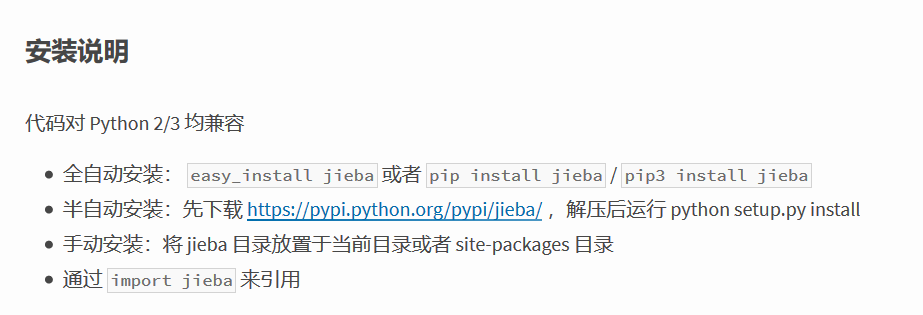 安装说明
代码对 Python 2/3 均兼容
全自动安装： easy_install jieba 或者 pip install jieba / pip3 install jieba
半自动安装：先下载 https://pypi.python.org/pypi/jieba/ ，解压后运行 python setup.py install
手动安装：将 jieba 目录放置于当前目录或者 site-packages 目录
通过 import jieba 来引用